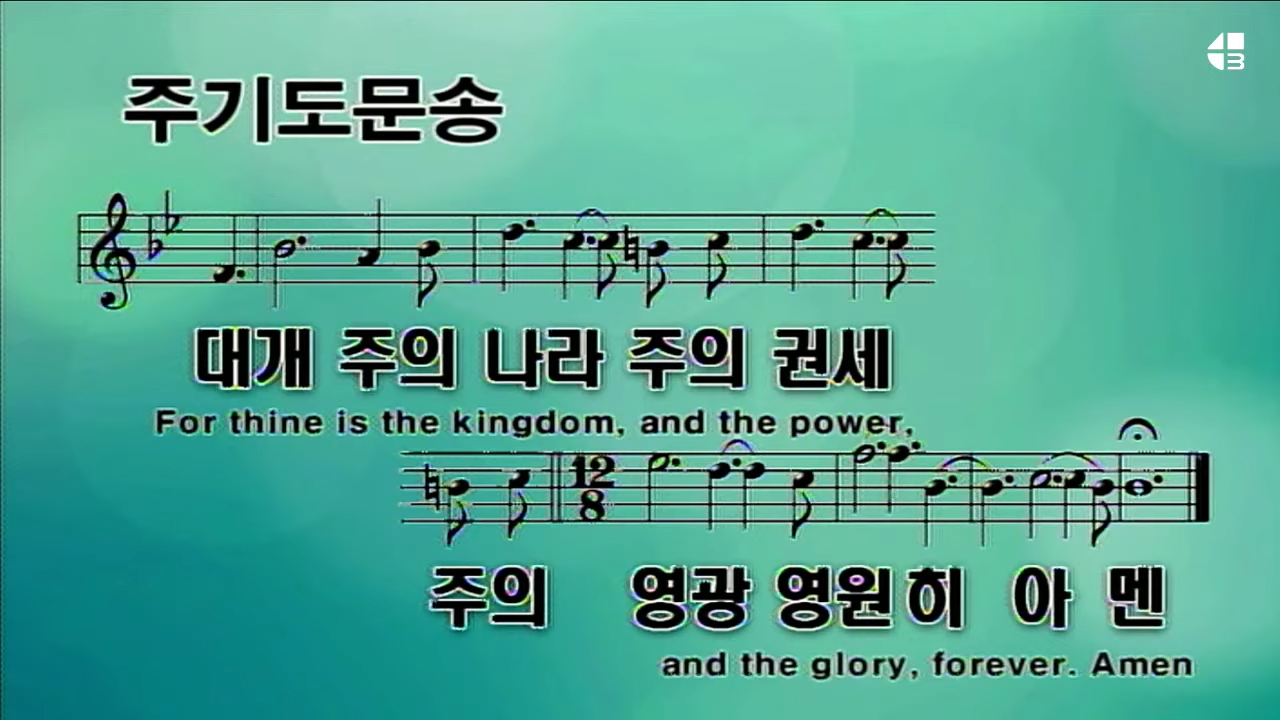 주기도문송
대개 주의 나라 주의 권세
For thine is the kingdom, and the power,
12
8
주의 영광 영원히 아 멘
and the glory, forever. Amen